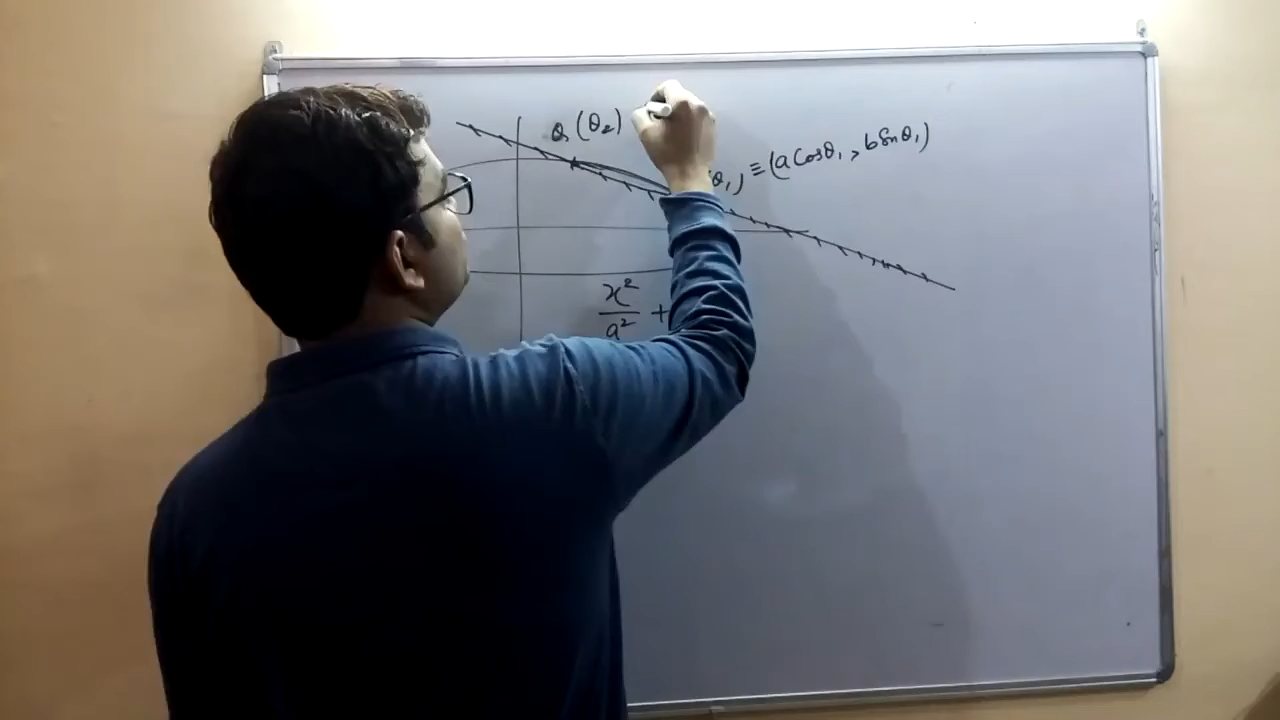 Q (θ₂)
(θ₁) ≡ (a Cosθ₁ , b Sinθ₁)
x²
a² +